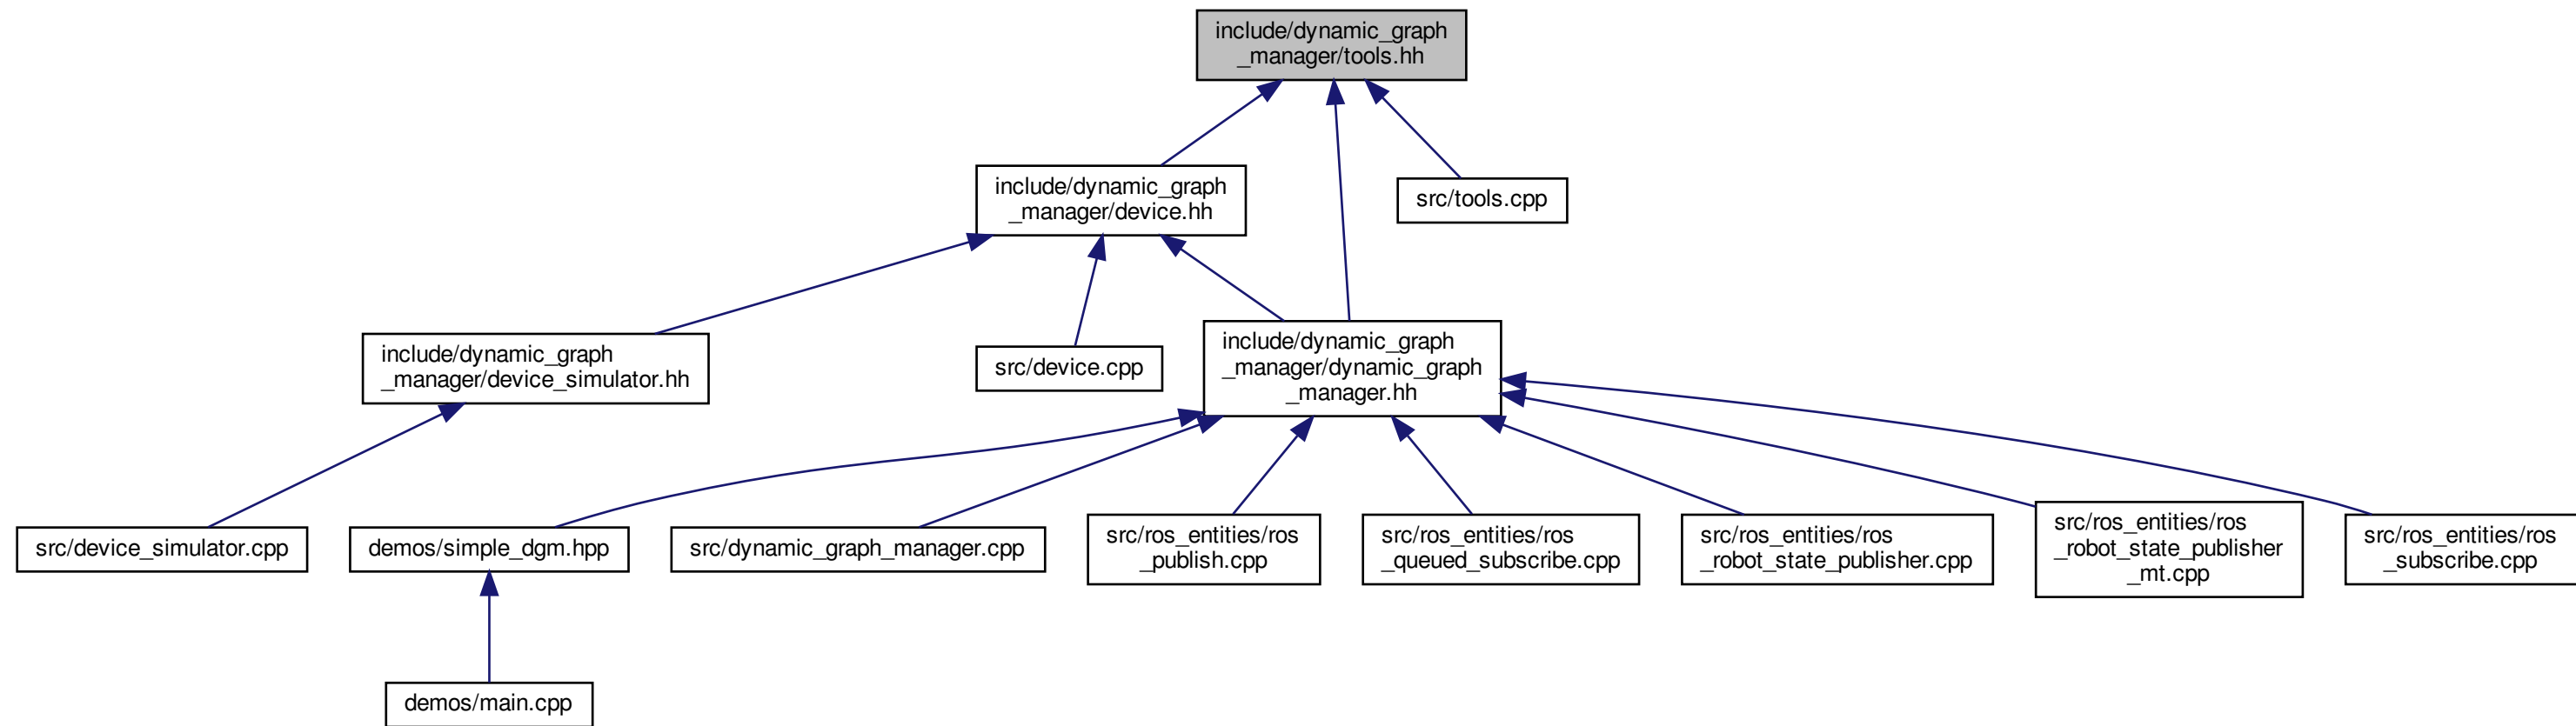 include/dynamic_graph
_manager/tools.hh
include/dynamic_graph
_manager/device.hh
src/tools.cpp
include/dynamic_graph
_manager/device_simulator.hh
src/device.cpp
include/dynamic_graph
_manager/dynamic_graph
_manager.hh
src/device_simulator.cpp
demos/simple_dgm.hpp
src/dynamic_graph_manager.cpp
src/ros_entities/ros
_publish.cpp
src/ros_entities/ros
_queued_subscribe.cpp
src/ros_entities/ros
_robot_state_publisher.cpp
src/ros_entities/ros
_robot_state_publisher
_mt.cpp
src/ros_entities/ros
_subscribe.cpp
demos/main.cpp